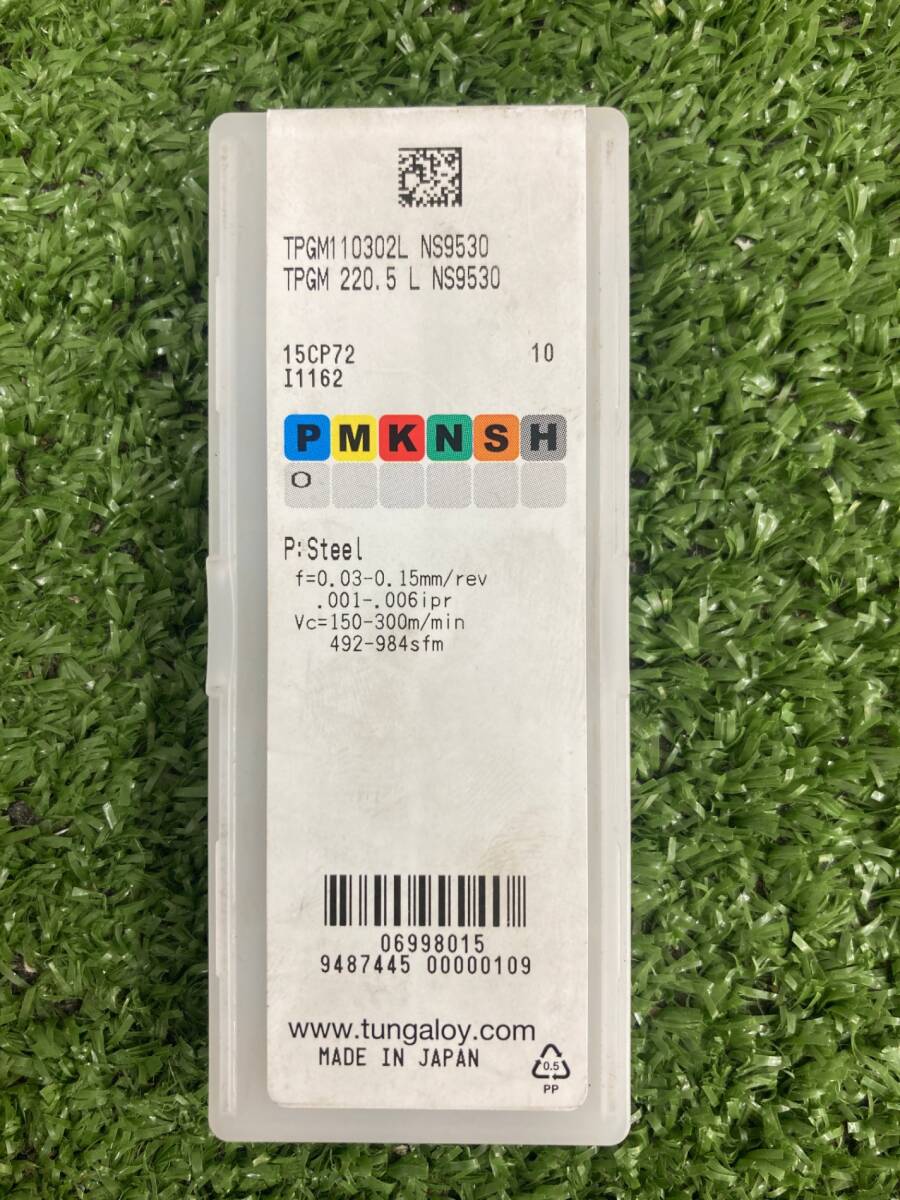 TPGM110302L NS9530
TPGM 220.5 L NS9530
15CP72 10
I1162
P M K N S H
O
P:Steel
f=0.03-0.15mm/rev
.001-.006ipr
Vc=150-300m/min
492-984sfm
06998015
9487445 00000109
www.tungaloy.com
MADE IN JAPAN
0.5
PP